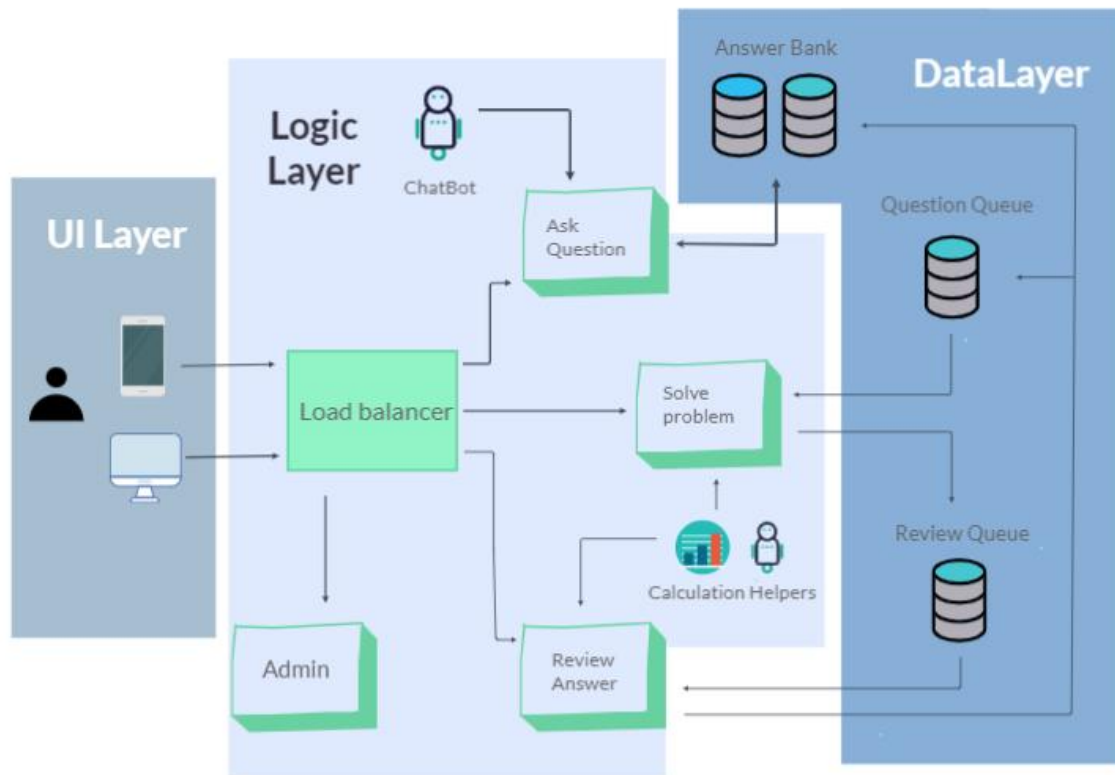 Answer Bank
DataLayer
Logic
Layer
ChatBot
UI Layer
Ask
Question
Question Queue
Load balancer
Solve
problem
Review Queue
Calculation Helpers
Admin
Review
Answer